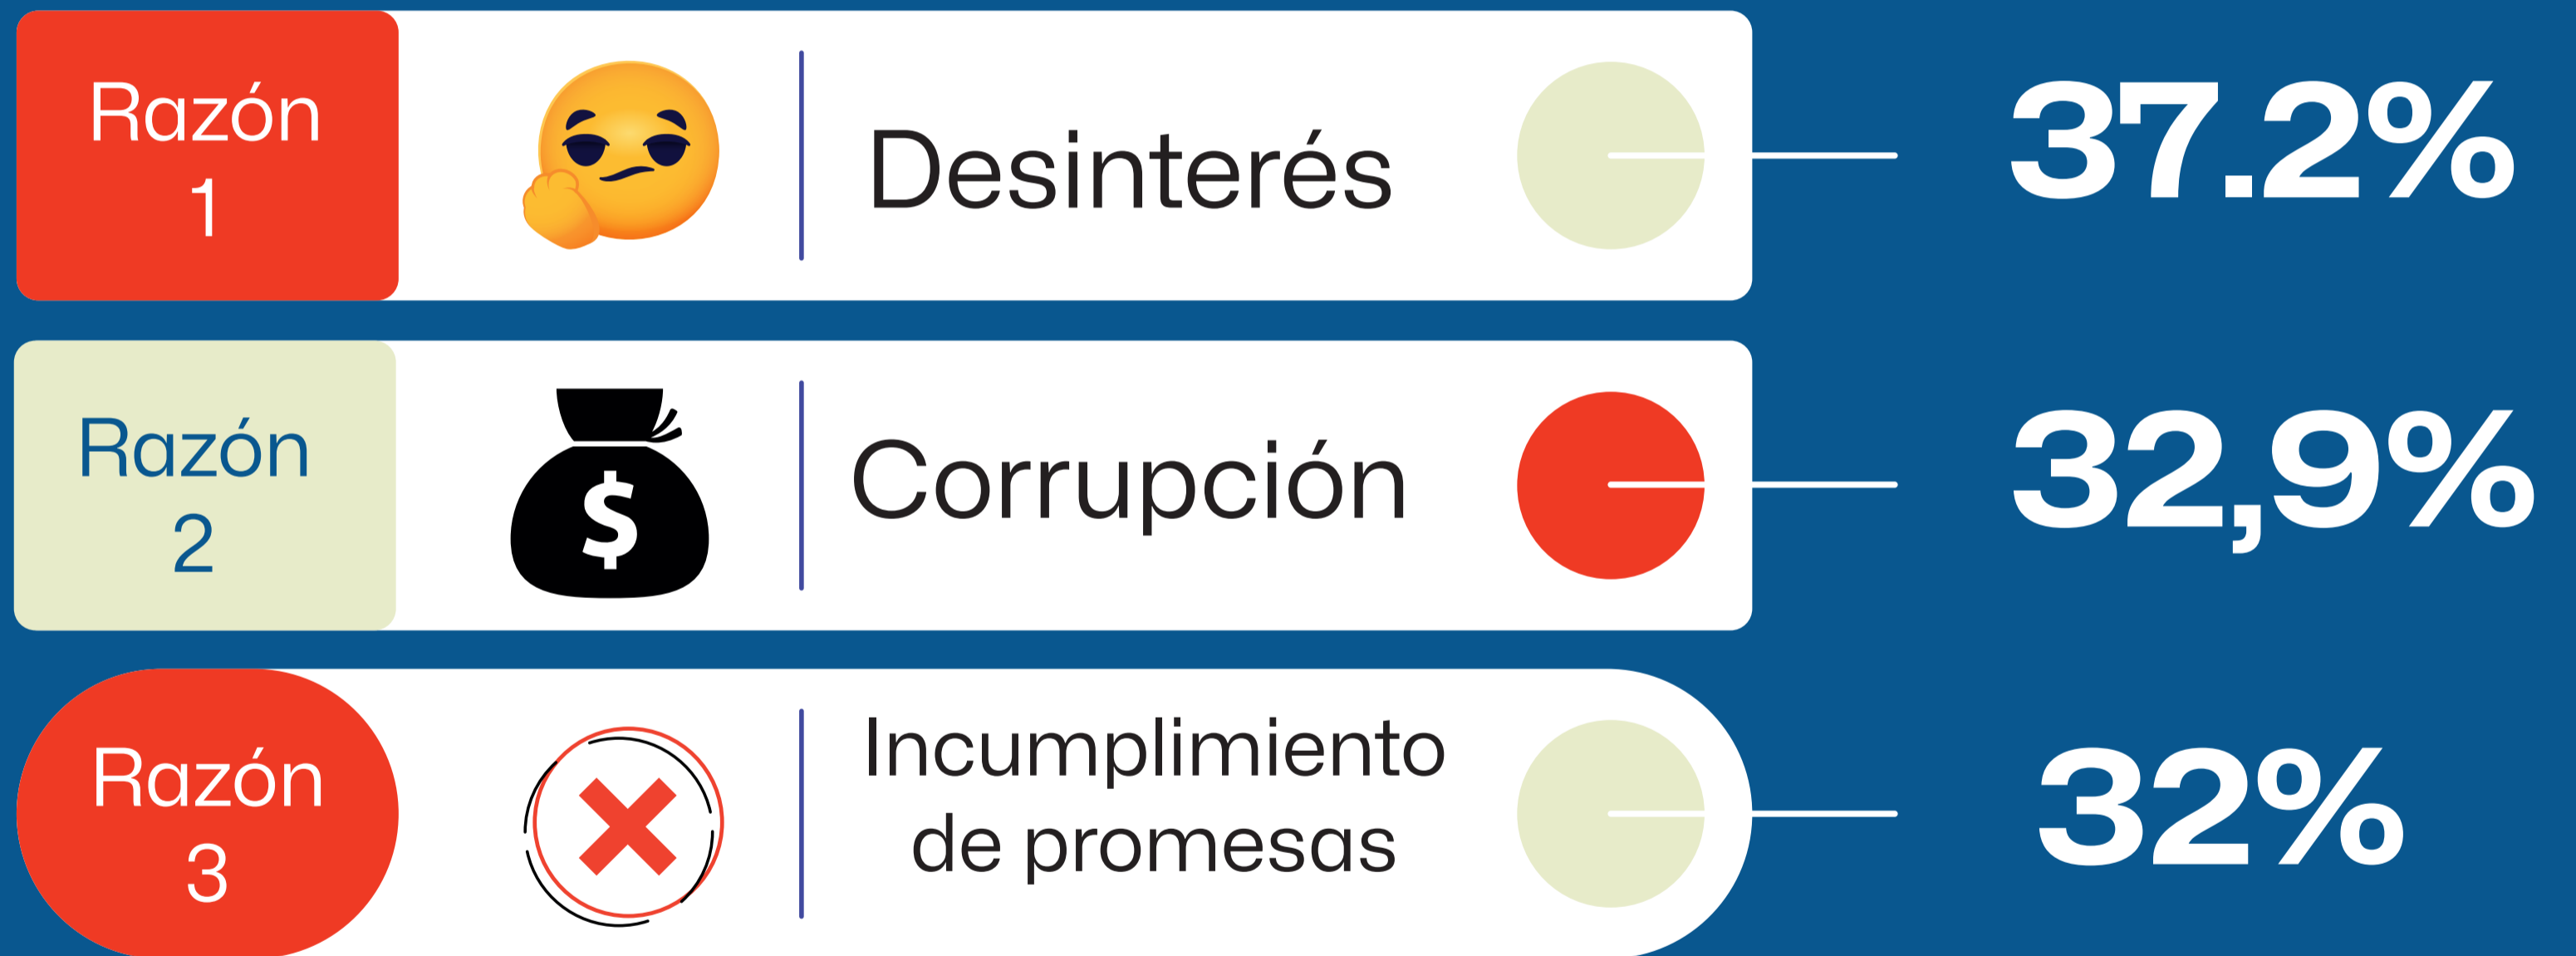 Razón
1
Desinterés
37.2%
Razón
2
$
Corrupción
32,9%
Razón
3
Incumplimiento
de promesas
32%